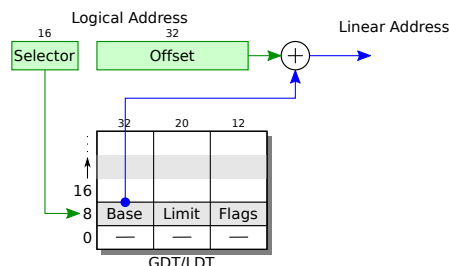 Logical Address
Linear Address
16 32
Selector Offset
32 20 12
16
8 Base Limit Flags
0 — — —
GDT/LDT